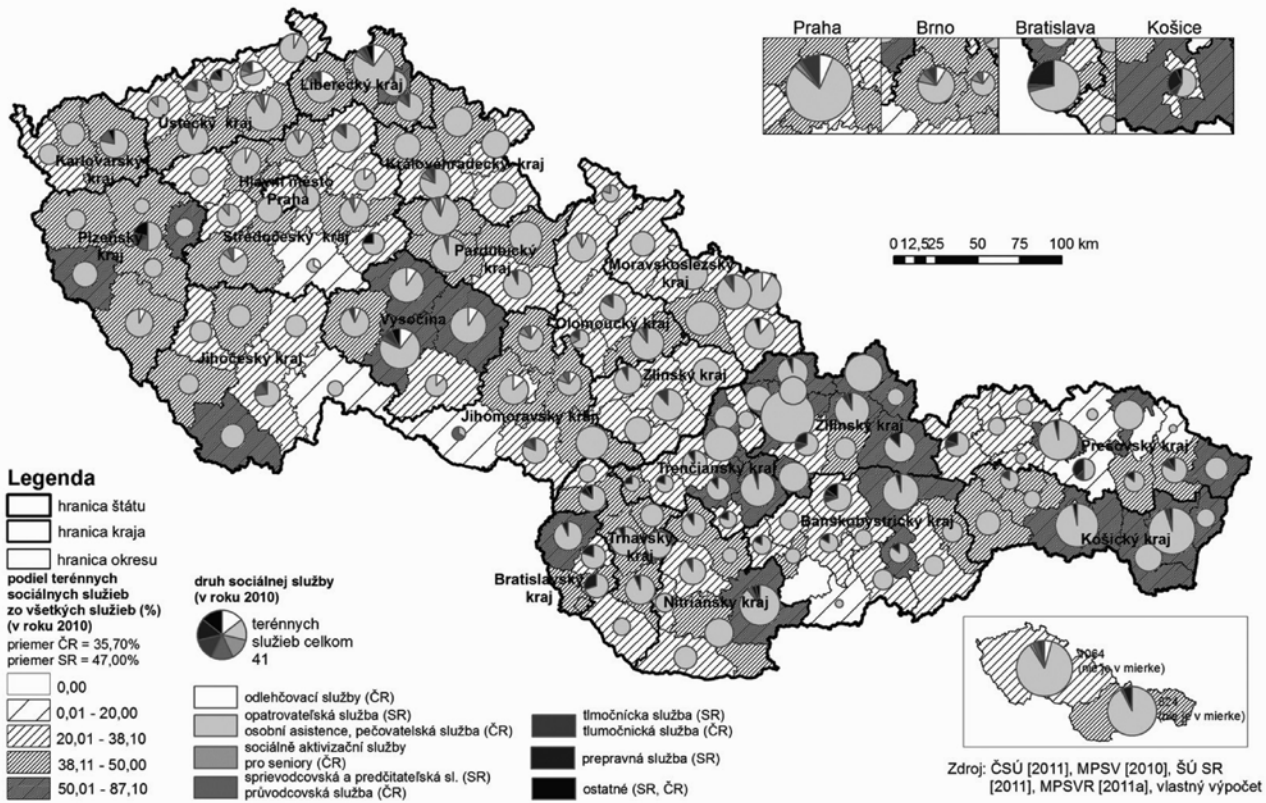 Praha
Brno
Bratislava
Košice
Liberecký kraj
Ústecký kraj
Karlovarský kraj
Královéhradecký kraj
Hlavní město
Praha
Plzeňský
kraj
Středočeský kraj
Pardubický
kraj
Moravskoslezský
kraj
Vysočina
Olomoucký kraj
Jihočeský kraj
Zlínský kraj
Jihomoravský kraj
Žilinský kraj
Prešovský kraj
Trenčiansky kraj
Banskobystrický kraj
Košický kraj
Trnavský
kraj
Bratislavský
kraj
Nitriansky kraj
0 12,525 50 75 100 km
Legenda
hranica štátu
hranica kraja
hranica okresu
podiel terénnych
sociálnych služieb
zo všetkých služieb (%)
(v roku 2010)
priemer ČR = 35,70%
priemer SR = 47,00%
0,00
0,01 - 20,00
20,01 - 38,10
38,11 - 50,00
50,01 - 87,10
druh sociálnej služby
(v roku 2010)
terénnych
služieb celkom
41
odlehčovací služby (ČR)
opatrovateľská služba (SR)
osobní asistence, pečovatelská služba (ČR)
sociálně aktivizační služby
pro seniory (ČR)
sprievodcovská a predčitateľská sl. (SR)
průvodcovská služba (ČR)
tlmočnícka služba (SR)
tlumočnická služba (ČR)
prepravná služba (SR)
ostatné (SR, ČR)
(nie je v mierke)
(nie je v mierke)
Zdroj: ČSÚ [2011], MPSV [2010], ŠÚ SR
[2011], MPSVR [2011a], vlastný výpočet